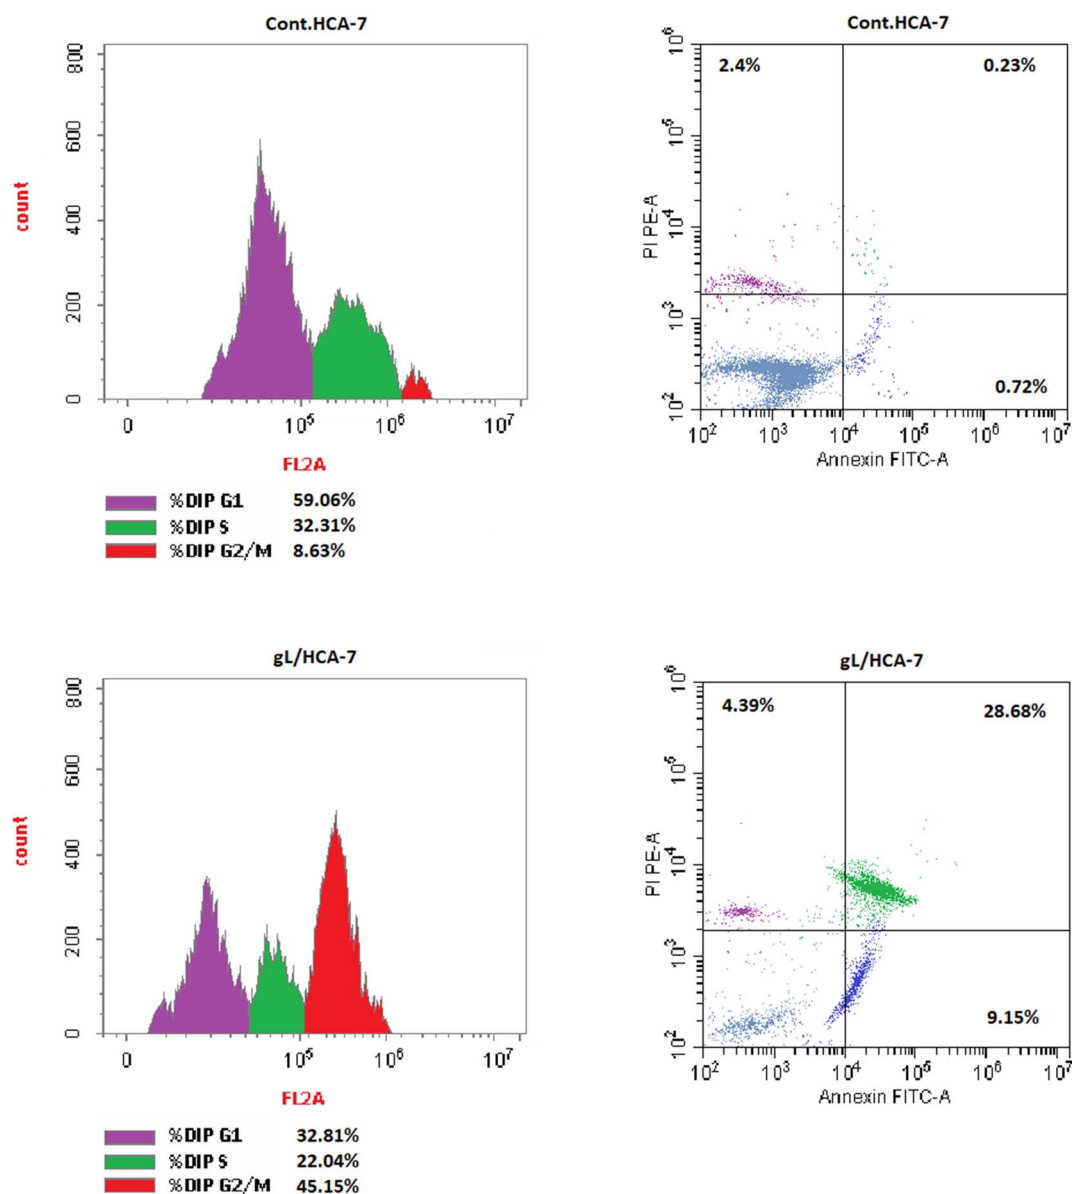 Cont.HCA-7
800
600
400
200
0
count
0 10^5 10^6 10^7
FL2A
%DIP G1 59.06%
%DIP S 32.31%
%DIP G2/M 8.63%
Cont.HCA-7
2.4% 0.23%
0.72%
10^6
10^5
10^4
10^3
10^2
PI PE-A
10^2 10^3 10^4 10^5 10^6 10^7
Annexin FITC-A
gL/HCA-7
800
600
400
200
0
count
0 10^5 10^6 10^7
FL2A
%DIP G1 32.81%
%DIP S 22.04%
%DIP G2/M 45.15%
gL/HCA-7
4.39% 28.68%
9.15%
10^6
10^5
10^4
10^3
10^2
PI PE-A
10^2 10^3 10^4 10^5 10^6 10^7
Annexin FITC-A